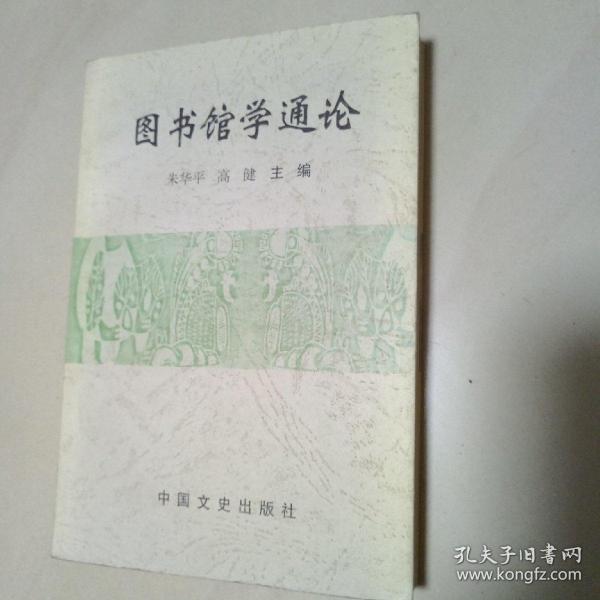 图书馆学通论
朱华平 高 健 主 编
中国文史出版社
孔夫子旧書网
www.kongfz.com